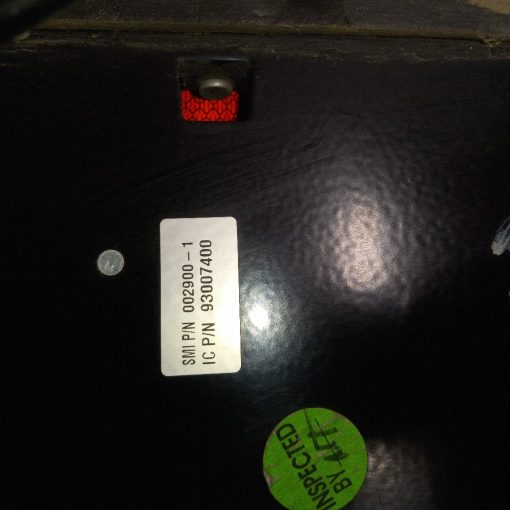 SMI P/N 002900-1
IC P/N 93007400
INSPECTED
BY